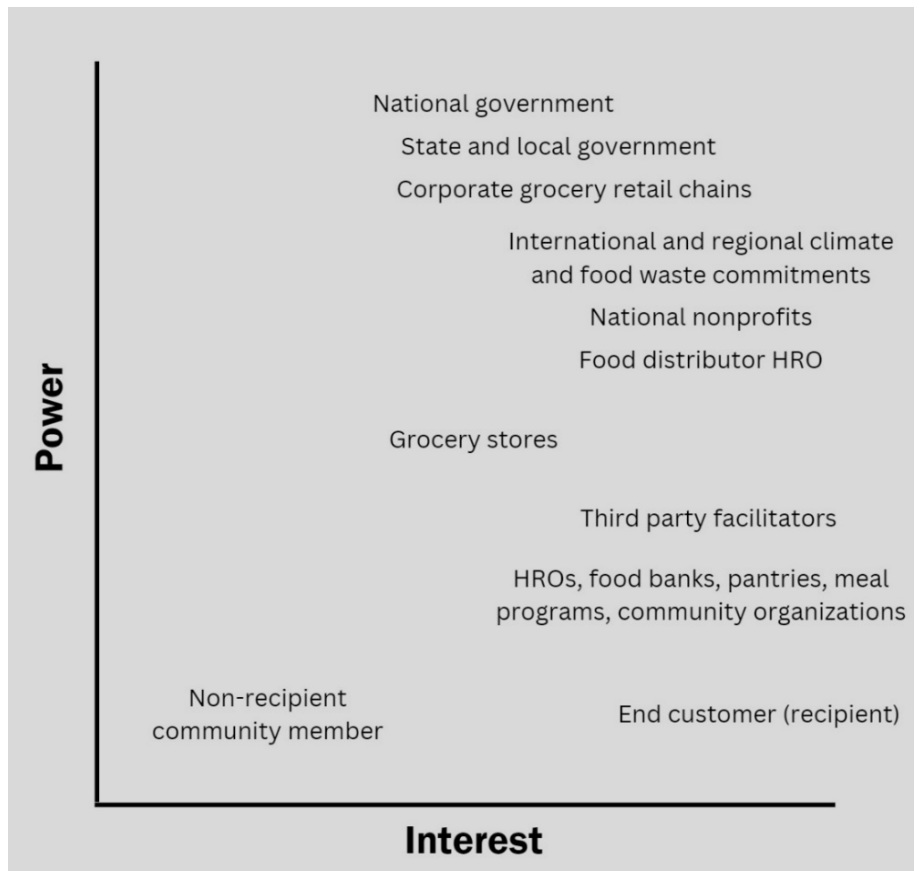 National government
State and local government
Corporate grocery retail chains
International and regional climate
and food waste commitments
National nonprofits
Food distributor HRO
Power
Grocery stores
Third party facilitators
HROs, food banks, pantries, meal
programs, community organizations
Non-recipient
community member
End customer (recipient)
Interest